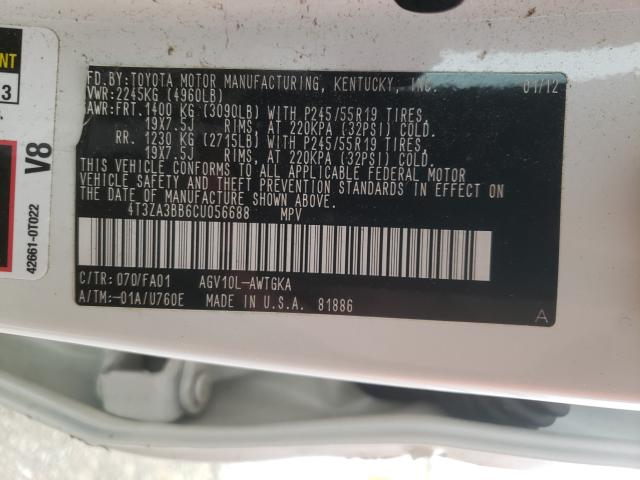 FD. BY: TOYOTA MOTOR MANUFACTURING, KENTUCKY, INC. 01/12
VWR: 2245KG (4960LB)
AWR: FRT. 1400 KG (3090LB) WITH P245/55R19 TIRES,
19X7.5J RIMS, AT 220KPA (32PSI) COLD.
RR. 1230 KG (2715LB) WITH P245/55R19 TIRES,
19X7.5J RIMS, AT 220KPA (32PSI) COLD.
THIS VEHICLE CONFORMS TO ALL APPLICABLE FEDERAL MOTOR
VEHICLE SAFETY AND THEFT PREVENTION STANDARDS IN EFFECT ON
THE DATE OF MANUFACTURE SHOWN ABOVE.
4T3ZA3BB6CU056688 MPV
C/TR: 070/FA01 AGV10L-AWTGKA
A/TM: -01A/U760E MADE IN U.S.A. 81886
A
NT
3
V8
42661-0T022